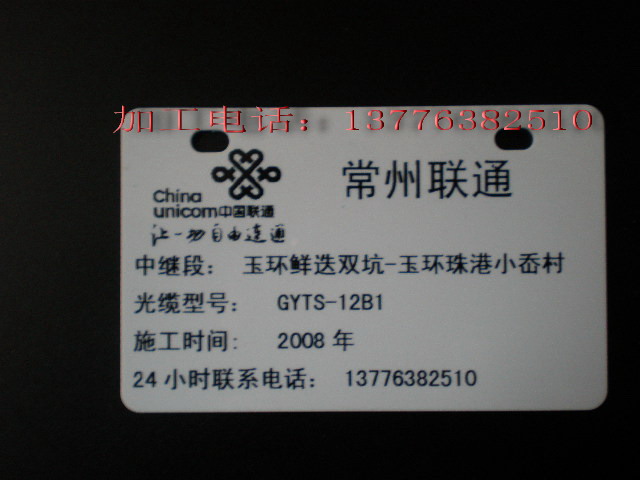 加工电话：13776382510
常州联通
China
unicom中国联通
让一切自由连通
中继段： 玉环鲜迭双坑-玉环珠港小岙村
光缆型号： GYTS-12B1
施工时间: 2008 年
24 小时联系电话： 13776382510